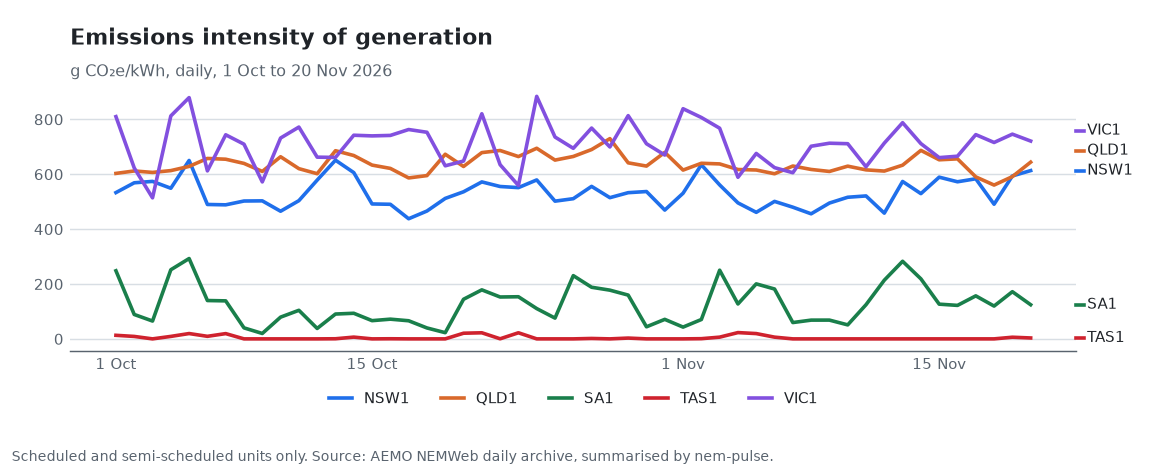 Emissions intensity of generation
g CO₂e/kWh, daily, 1 Oct to 20 Nov 2026
800
600
400
200
0
VIC1
QLD1
NSW1
SA1
TAS1
1 Oct
15 Oct
1 Nov
15 Nov
NSW1 QLD1 SA1 TAS1 VIC1
Scheduled and semi-scheduled units only. Source: AEMO NEMWeb daily archive, summarised by nem-pulse.